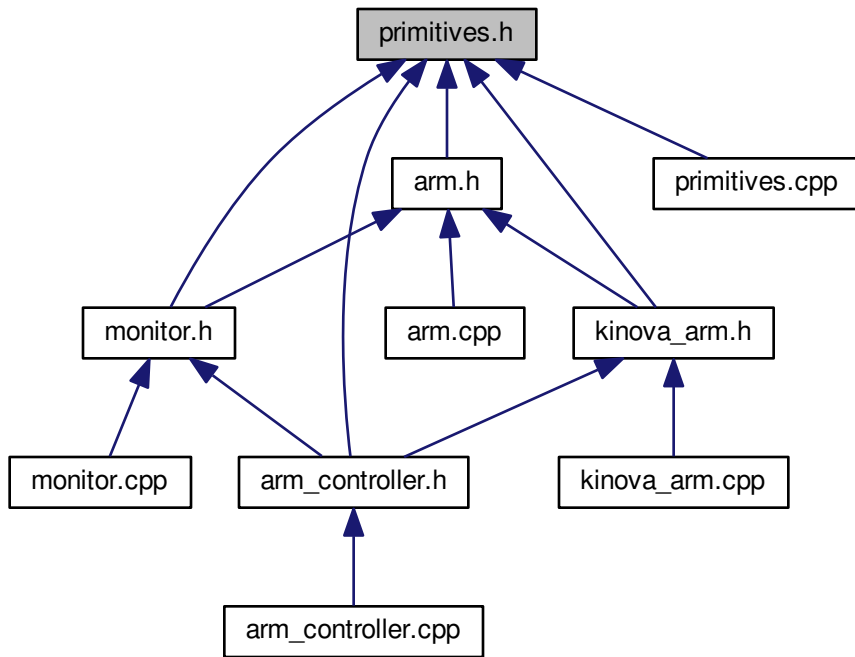 primitives.h
arm.h
primitives.cpp
monitor.h
arm.cpp
kinova_arm.h
monitor.cpp
arm_controller.h
kinova_arm.cpp
arm_controller.cpp